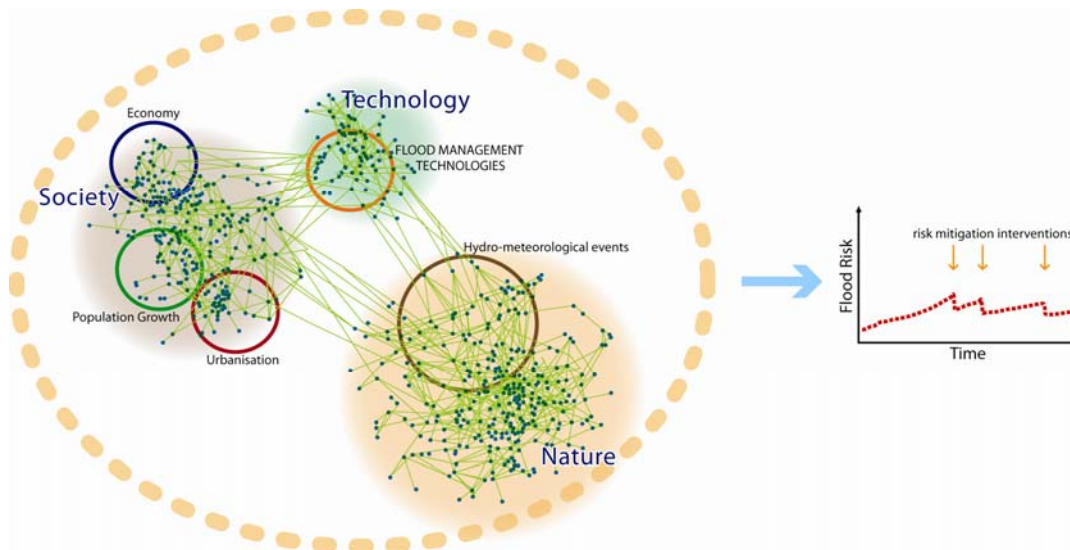 Technology
Economy
FLOOD MANAGEMENT
TECHNOLOGIES
Society
Hydro-meteorological events
Population Growth
Urbanisation
Nature
risk mitigation interventions
Flood Risk
Time